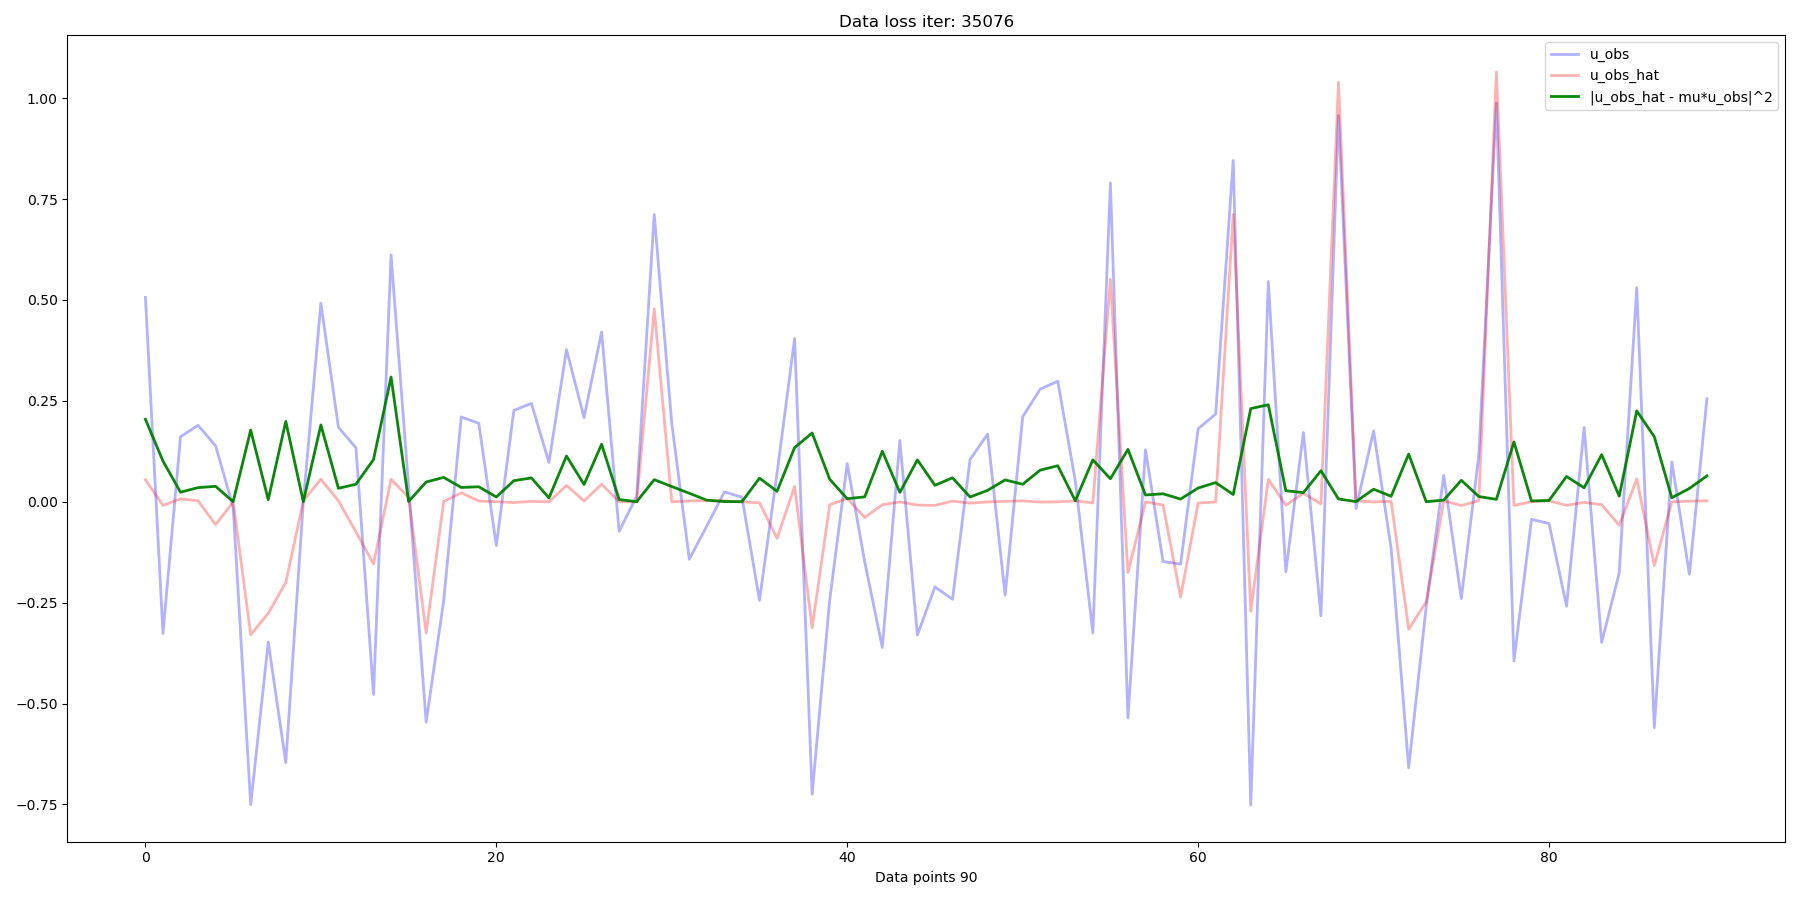 Data loss iter: 35076
u_obs
u_obs_hat
|u_obs_hat - mu*u_obs|^2
1.00
0.75
0.50
0.25
0.00
−0.25
−0.50
−0.75
0 20 40 60 80
Data points 90